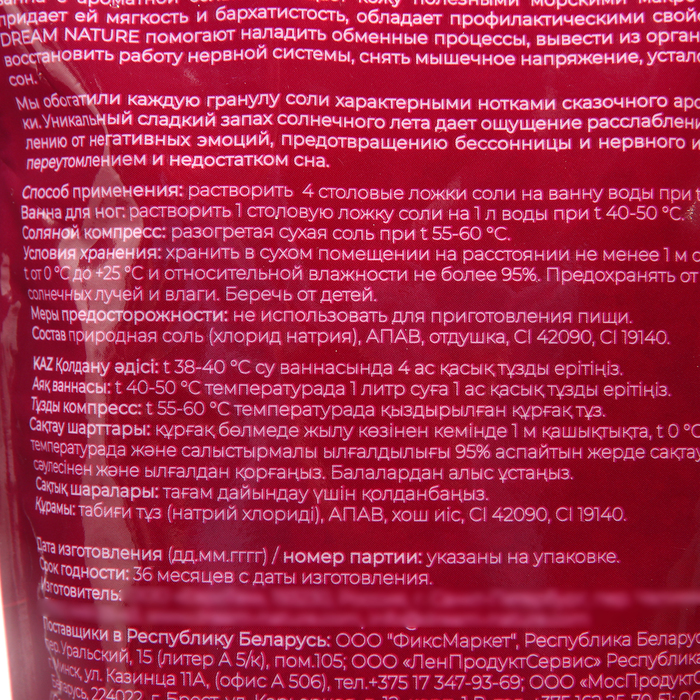 придает ей мягкость и бархатистость, обладает профилактическими
DREAM NATURE помогают наладить обменные процессы, вывести из
восстановить работу нервной системы, снять мышечное напряжение,
сон.
Мы обогатили каждую гранулу соли характерными нотками сказочного
ки. Уникальный сладкий запах солнечного лета дает ощущение
лению от негативных эмоций, предотвращению бессонницы и нервного и
переутомлением и недостатком сна.
Способ применения: растворить 4 столовые ложки соли на ванну воды при t
Ванна для ног: растворить 1 столовую ложку соли на 1 л воды при t 40-50 °C.
Соляной компресс: разогретая сухая соль при t 55-60 °C.
Условия хранения: хранить в сухом помещении на расстоянии не менее 1 м
t от 0 °C до +25 °C и относительной влажности не более 95%. Предохранять от
солнечных лучей и влаги. Беречь от детей.
Меры предосторожности: не использовать для приготовления пищи.
Состав природная соль (хлорид натрия), АПАВ, отдушка, CI 42090, CI 19140.
KAZ Қолдану әдісі: t 38-40 °C су ваннасында 4 ас қасық тұзды ерітіңіз.
Аяқ ваннасы: t 40-50 °C температурада 1 литр суға 1 ас қасық тұзды ерітіңіз.
Тұзды компресс: t 55-60 °C температурада қыздырылған құрғақ тұз.
Сақтау шарттары: құрғақ бөлмеде жылу көзінен кемінде 1 м қашықтықта, t 0 °C
температурада және салыстырмалы ылғалдылығы 95% аспайтын жерде
сәулесінен және ылғалдан қорғаңыз. Балалардан алыс ұстаңыз.
Сақтық шаралары: тағам дайындау үшін қолданбаңыз.
Құрамы: табиғи тұз (натрий хлориді), АПАВ, хош иіс, CI 42090, CI 19140.
Дата изготовления (дд.мм.гггг) / номер партии: указаны на упаковке.
Срок годности: 36 месяцев с даты изготовления.
Изготовитель:
Поставщики в Республику Беларусь: ООО "ФиксМаркет", Республика
Уральский, 15 (литер А 5/к), пом.105; ООО «ЛенПродуктСервис»
Минск, ул. Казинца 11А, (офис А 506), тел.+375 17 347-93-69; ООО
Беларусь, 224022, г. Брест, ул.